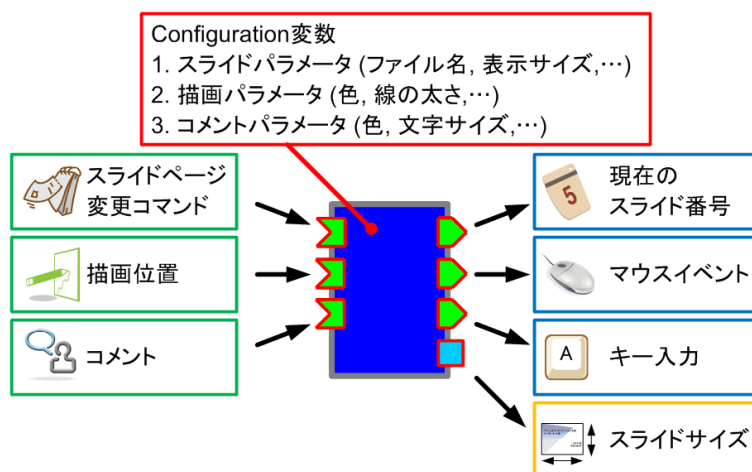 Configuration変数
1. スライドパラメータ (ファイル名, 表示サイズ,…)
2. 描画パラメータ (色, 線の太さ,…)
3. コメントパラメータ (色, 文字サイズ,…)
スライドページ
変更コマンド
描画位置
コメント
5
現在の
スライド番号
マウスイベント
A
キー入力
スライドサイズ